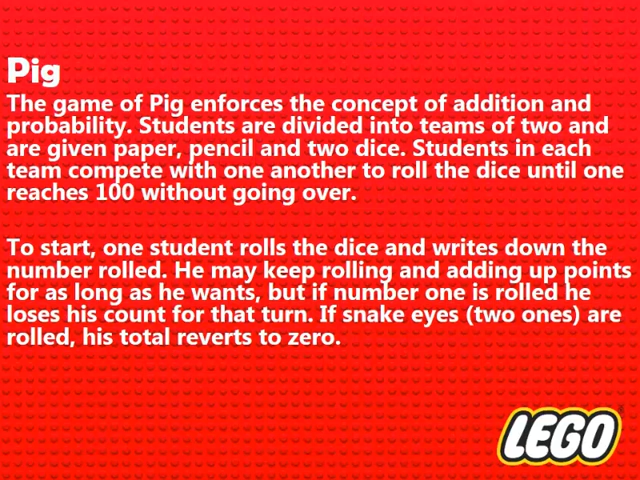 Pig
The game of Pig enforces the concept of addition and
probability. Students are divided into teams of two and
are given paper, pencil and two dice. Students in each
team compete with one another to roll the dice until one
reaches 100 without going over.
To start, one student rolls the dice and writes down the
number rolled. He may keep rolling and adding up points
for as long as he wants, but if number one is rolled he
loses his count for that turn. If snake eyes (two ones) are
rolled, his total reverts to zero.
LEGO